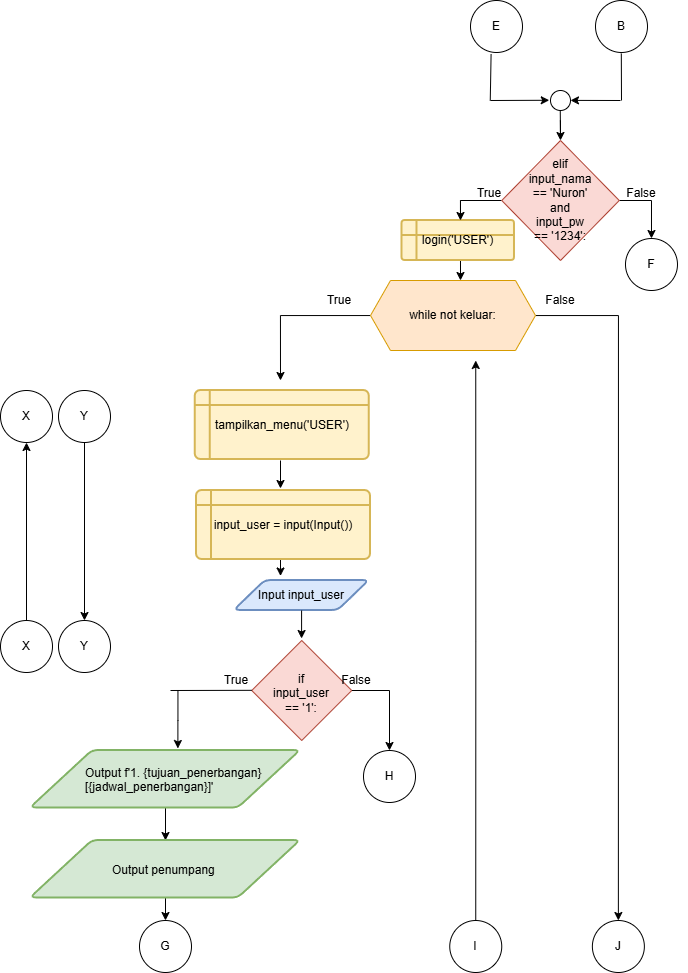 E
B
elif
input_nama
== 'Nuron'
and
input_pw
== '1234':
True
False
login('USER')
F
True
while not keluar:
False
X
Y
tampilkan_menu('USER')
input_user = input(Input())
Input input_user
X
Y
True
if
input_user
== '1':
False
Output f'1. {tujuan_penerbangan}
[{jadwal_penerbangan}]'
H
Output penumpang
G
I
J